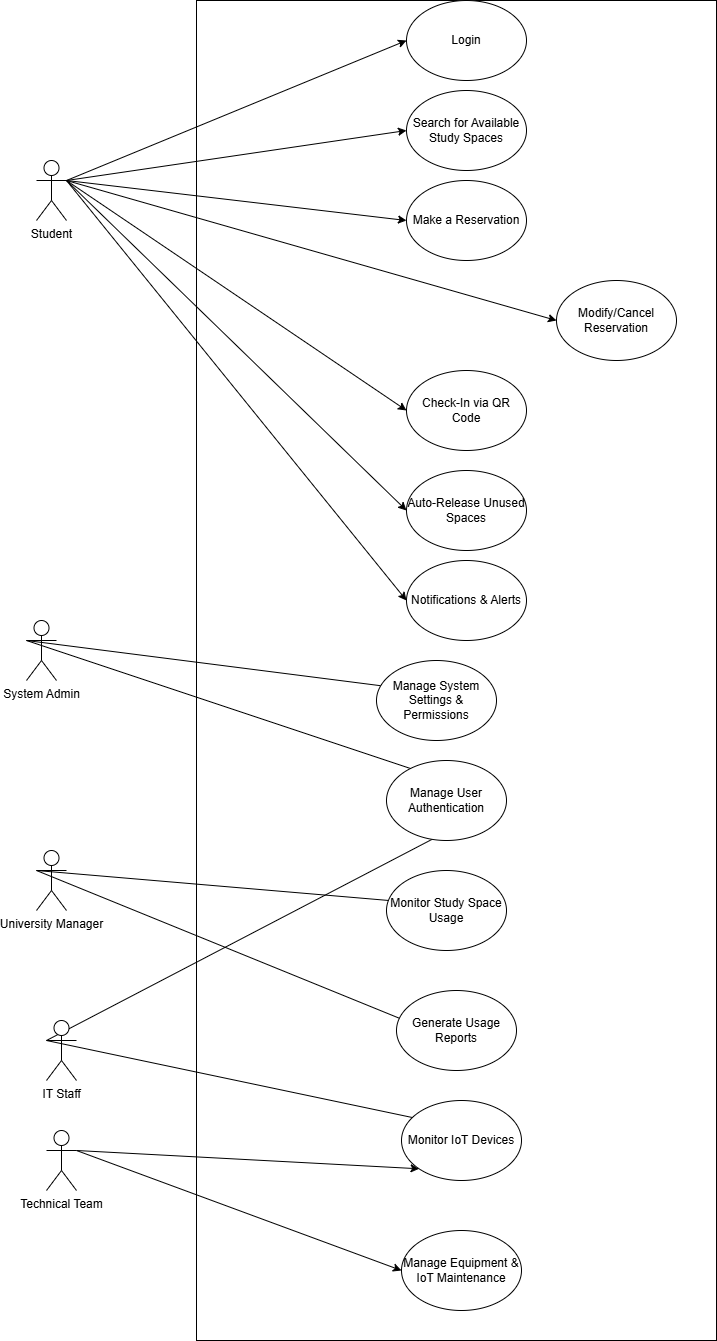 Login
Search for Available
Study Spaces
Make a Reservation
Student
Modify/Cancel
Reservation
Check-In via QR
Code
Auto-Release Unused
Spaces
Notifications & Alerts
System Admin
Manage System
Settings &
Permissions
Manage User
Authentication
University Manager
Monitor Study Space
Usage
Generate Usage
Reports
IT Staff
Monitor IoT Devices
Technical Team
Manage Equipment &
IoT Maintenance